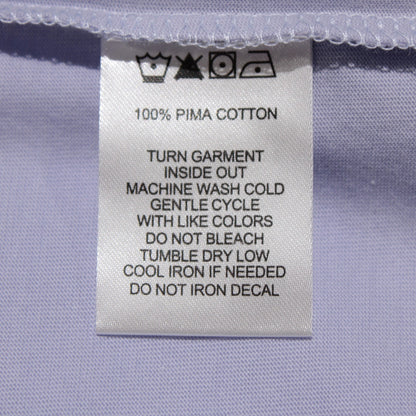 100% PIMA COTTON
TURN GARMENT
INSIDE OUT
MACHINE WASH COLD
GENTLE CYCLE
WITH LIKE COLORS
DO NOT BLEACH
TUMBLE DRY LOW
COOL IRON IF NEEDED
DO NOT IRON DECAL